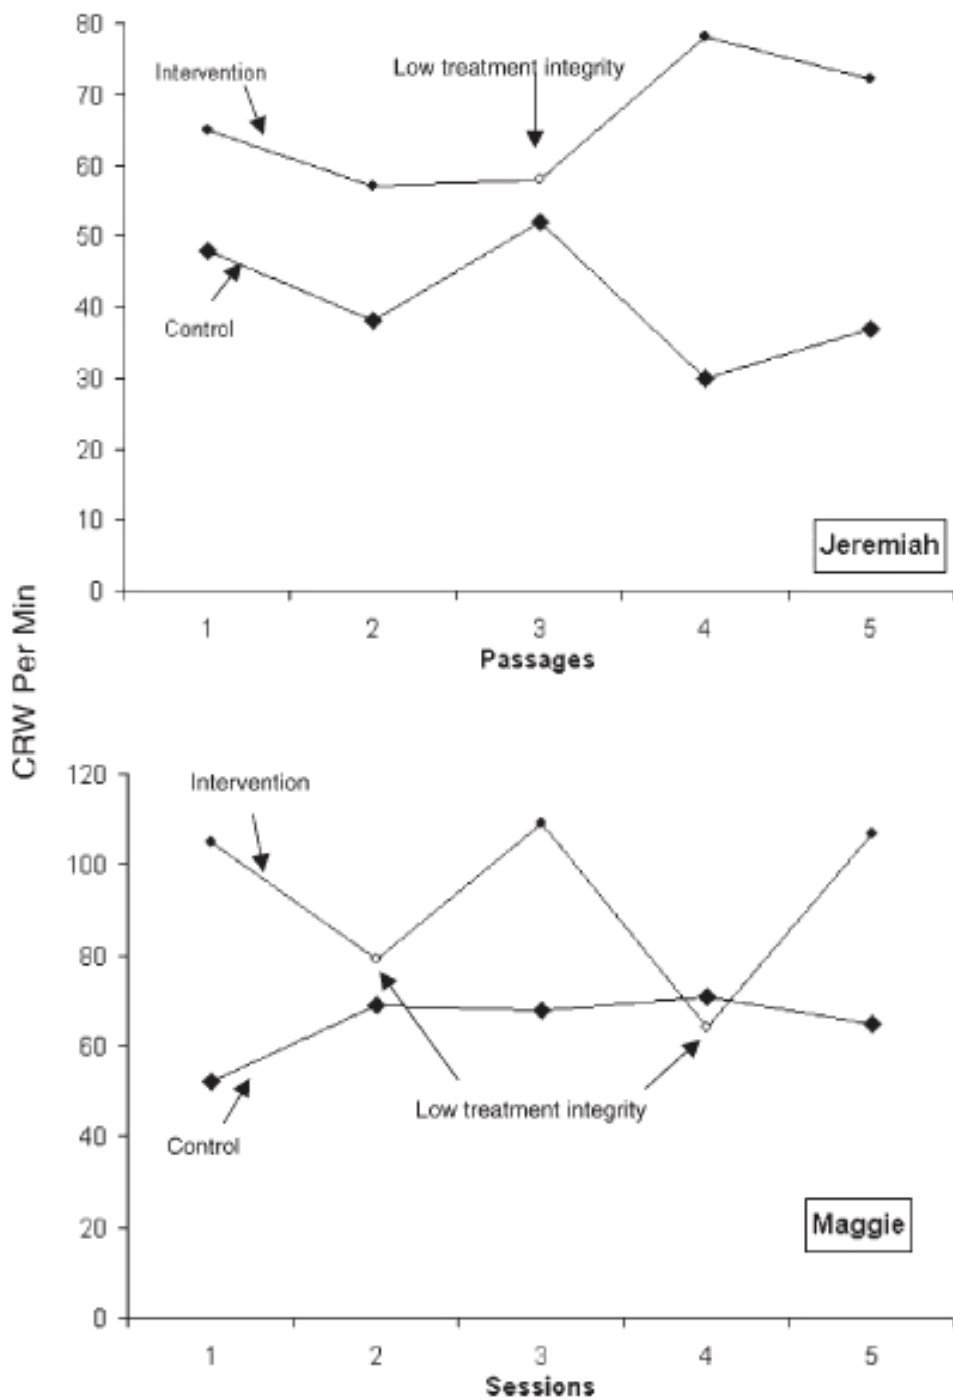 80
Intervention
Low treatment integrity
70
60
50
40
Control
30
20
10
Jeremiah
0
1 2 3 4 5
Passages
CRW Per Min
120
Intervention
100
80
60
Low treatment integrity
Control
40
20
Maggie
0
1 2 3 4 5
Sessions